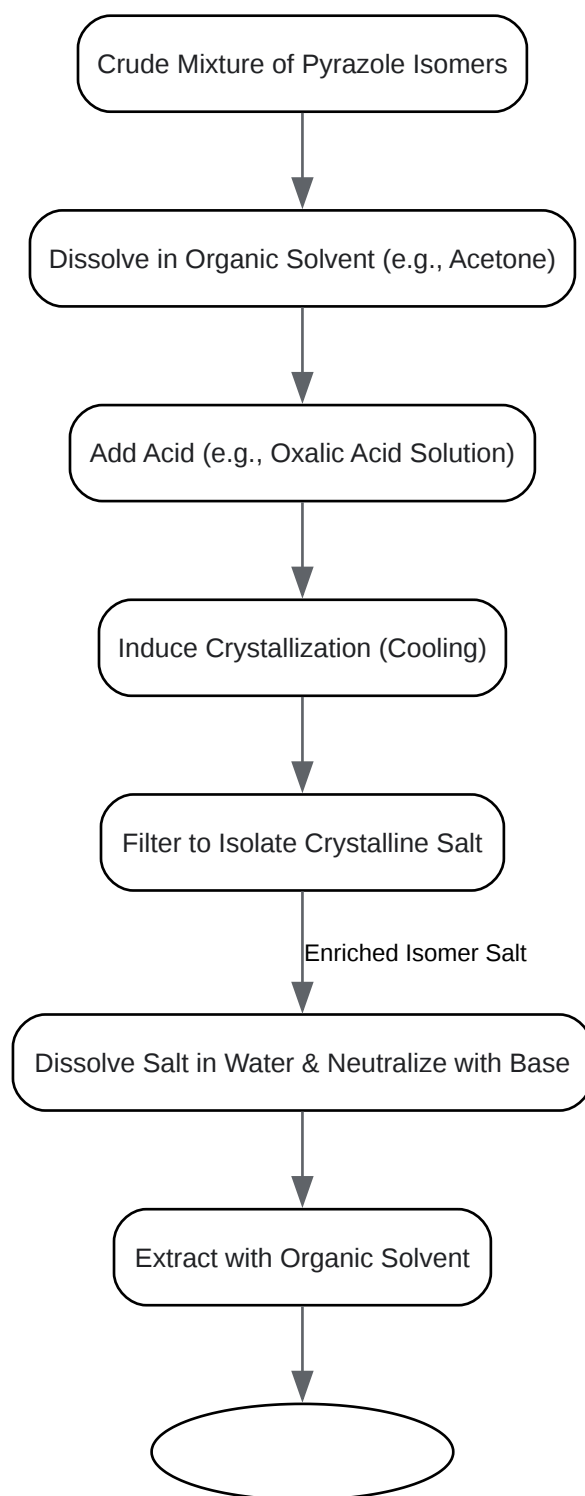 Crude Mixture of Pyrazole Isomers
Dissolve in Organic Solvent (e.g., Acetone)
Add Acid (e.g., Oxalic Acid Solution)
Induce Crystallization (Cooling)
Filter to Isolate Crystalline Salt
Enriched Isomer Salt
Dissolve Salt in Water & Neutralize with Base
Extract with Organic Solvent